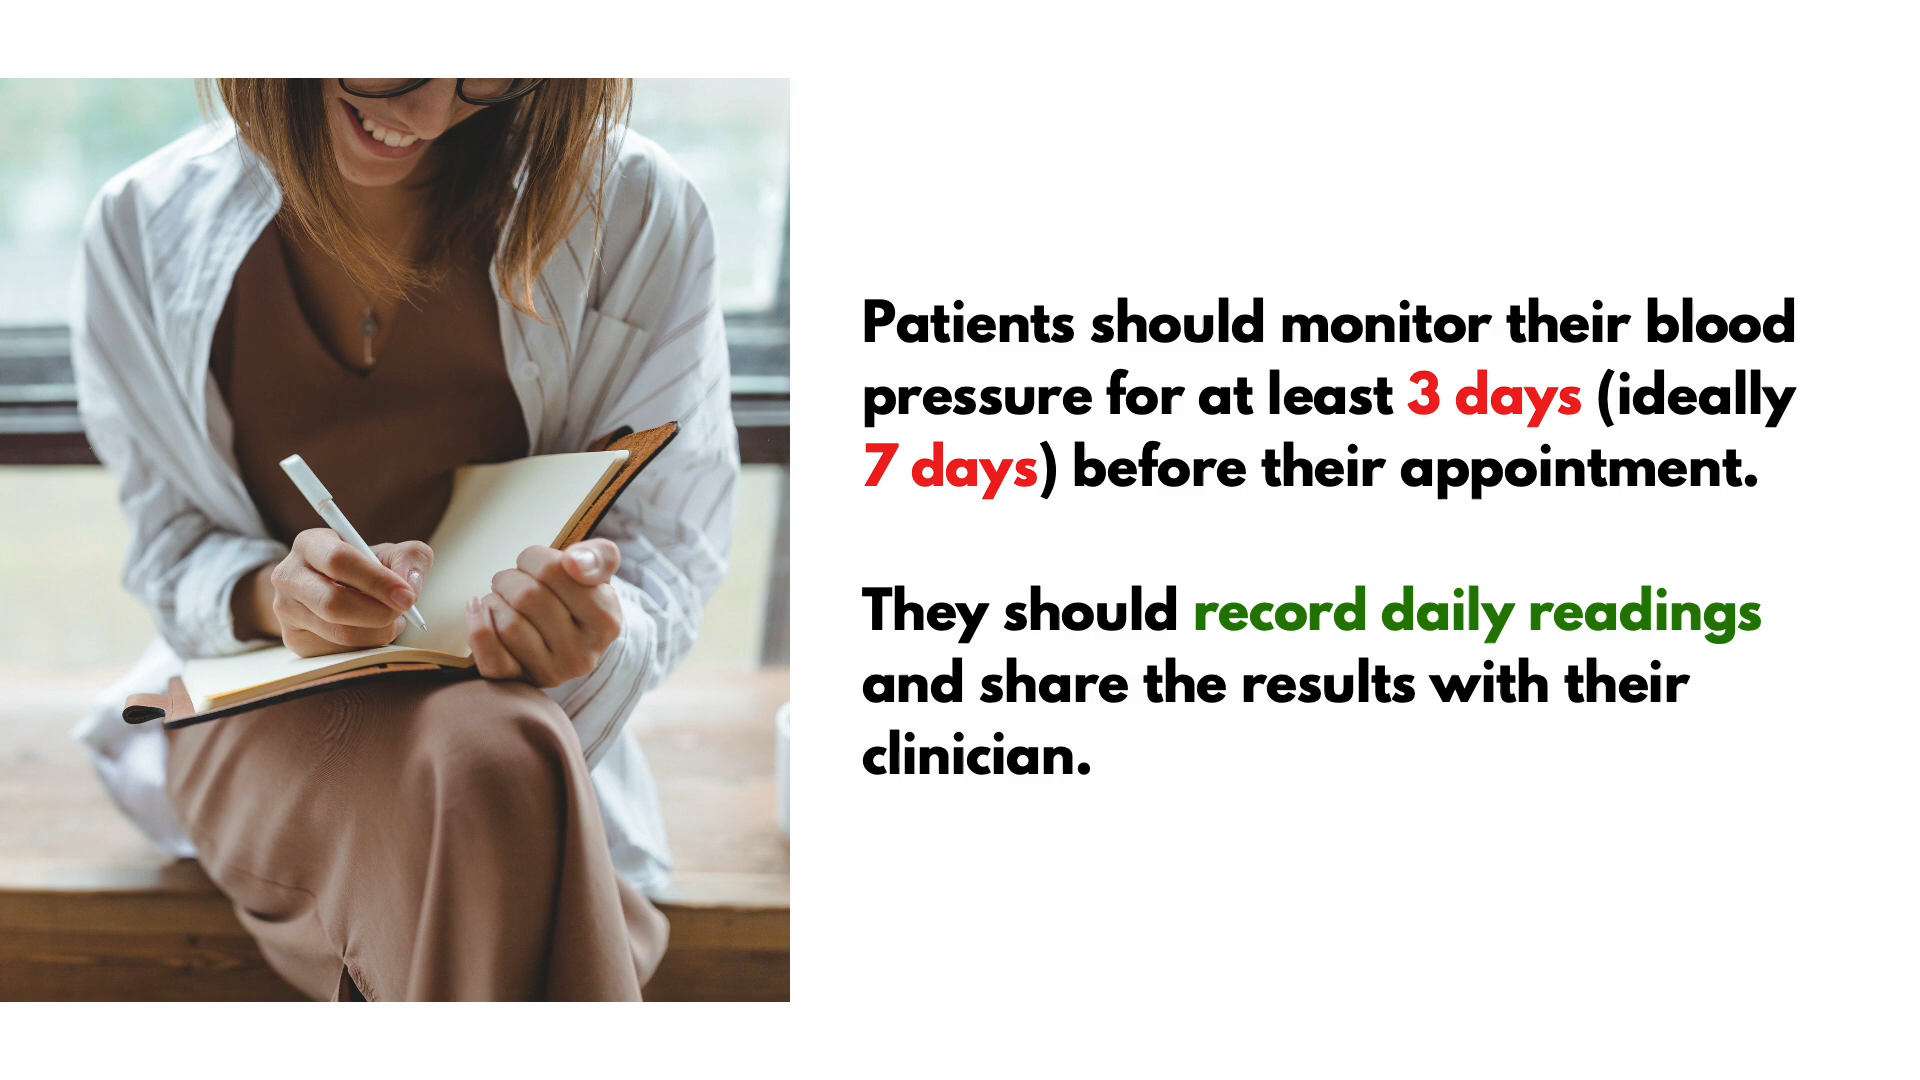 Patients should monitor their blood
pressure for at least 3 days (ideally
7 days) before their appointment.
They should record daily readings
and share the results with their
clinician.